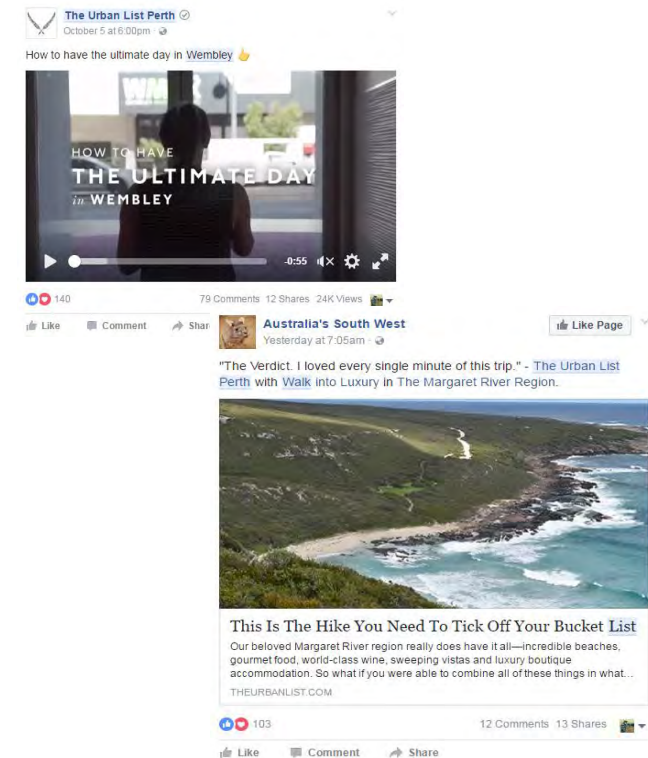 The Urban List Perth
October 5 at 6:00pm
How to have the ultimate day in Wembley
HOW TO HAVE
THE ULTIMATE DAY
in WEMBLEY
-0:55
140
79 Comments 12 Shares 24K Views
Like Comment Shar
Australia's South West
Like Page
Yesterday at 7:05am
"The Verdict. I loved every single minute of this trip." - The Urban List
Perth with Walk into Luxury in The Margaret River Region.
This Is The Hike You Need To Tick Off Your Bucket List
Our beloved Margaret River region really does have it all—incredible beaches,
gourmet food, world-class wine, sweeping vistas and luxury boutique
accommodation. So what if you were able to combine all of these things in what...
THEURBANLIST.COM
103
12 Comments 13 Shares
Like Comment Share